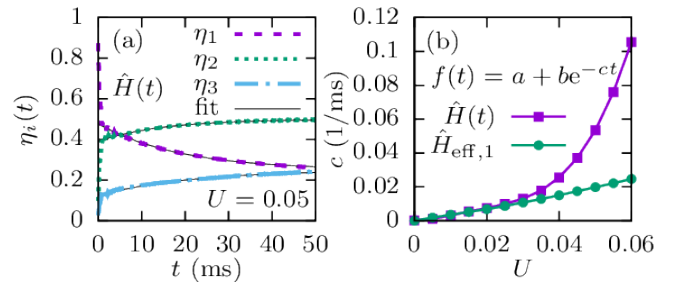 (a)
η₁
η₂
η₃
fit
Ĥ(t)
U = 0.05
ηᵢ(t)
1
0.8
0.6
0.4
0.2
0
0 10 20 30 40 50
t (ms)
(b)
f(t) = a + be⁻ᶜᵗ
Ĥ(t)
Ĥeff,1
c (1/ms)
0.12
0.1
0.08
0.06
0.04
0.02
0
0 0.02 0.04 0.06
U